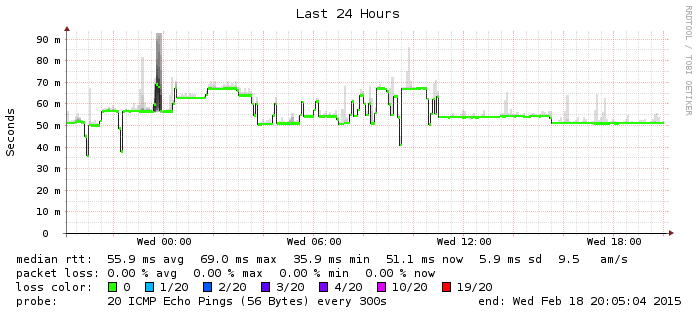 Last 24 Hours
RRDTOOL / TOBI OETIKER
Seconds
90 m
80 m
70 m
60 m
50 m
40 m
30 m
20 m
10 m
0
Wed 00:00 Wed 06:00 Wed 12:00 Wed 18:00
median rtt: 55.9 ms avg 69.0 ms max 35.9 ms min 51.1 ms now 5.9 ms sd 9.5 am/s
packet loss: 0.00 % avg 0.00 % max 0.00 % min 0.00 % now
loss color: 0 1/20 2/20 3/20 4/20 10/20 19/20
probe: 20 ICMP Echo Pings (56 Bytes) every 300s end: Wed Feb 18 20:05:04 2015